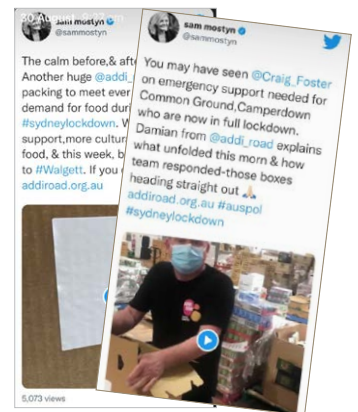 30 August
sam mostyn
@sammostyn
The calm before,& aft
Another huge @addi_
packing to meet ever
demand for food duri
#sydneylockdown. W
support,more cultura
food, & this week, b
to #Walgett. If you
addiroad.org.au
5,073 views
sam mostyn
@sammostyn
You may have seen @Craig_Foster
on emergency support needed for
Common Ground,Camperdown
who are now in full lockdown.
Damian from @addi_road explains
what unfolded this morn & how
team responded-those boxes
heading straight out 🙏🏻
addiroad.org.au #auspol
#sydneylockdown